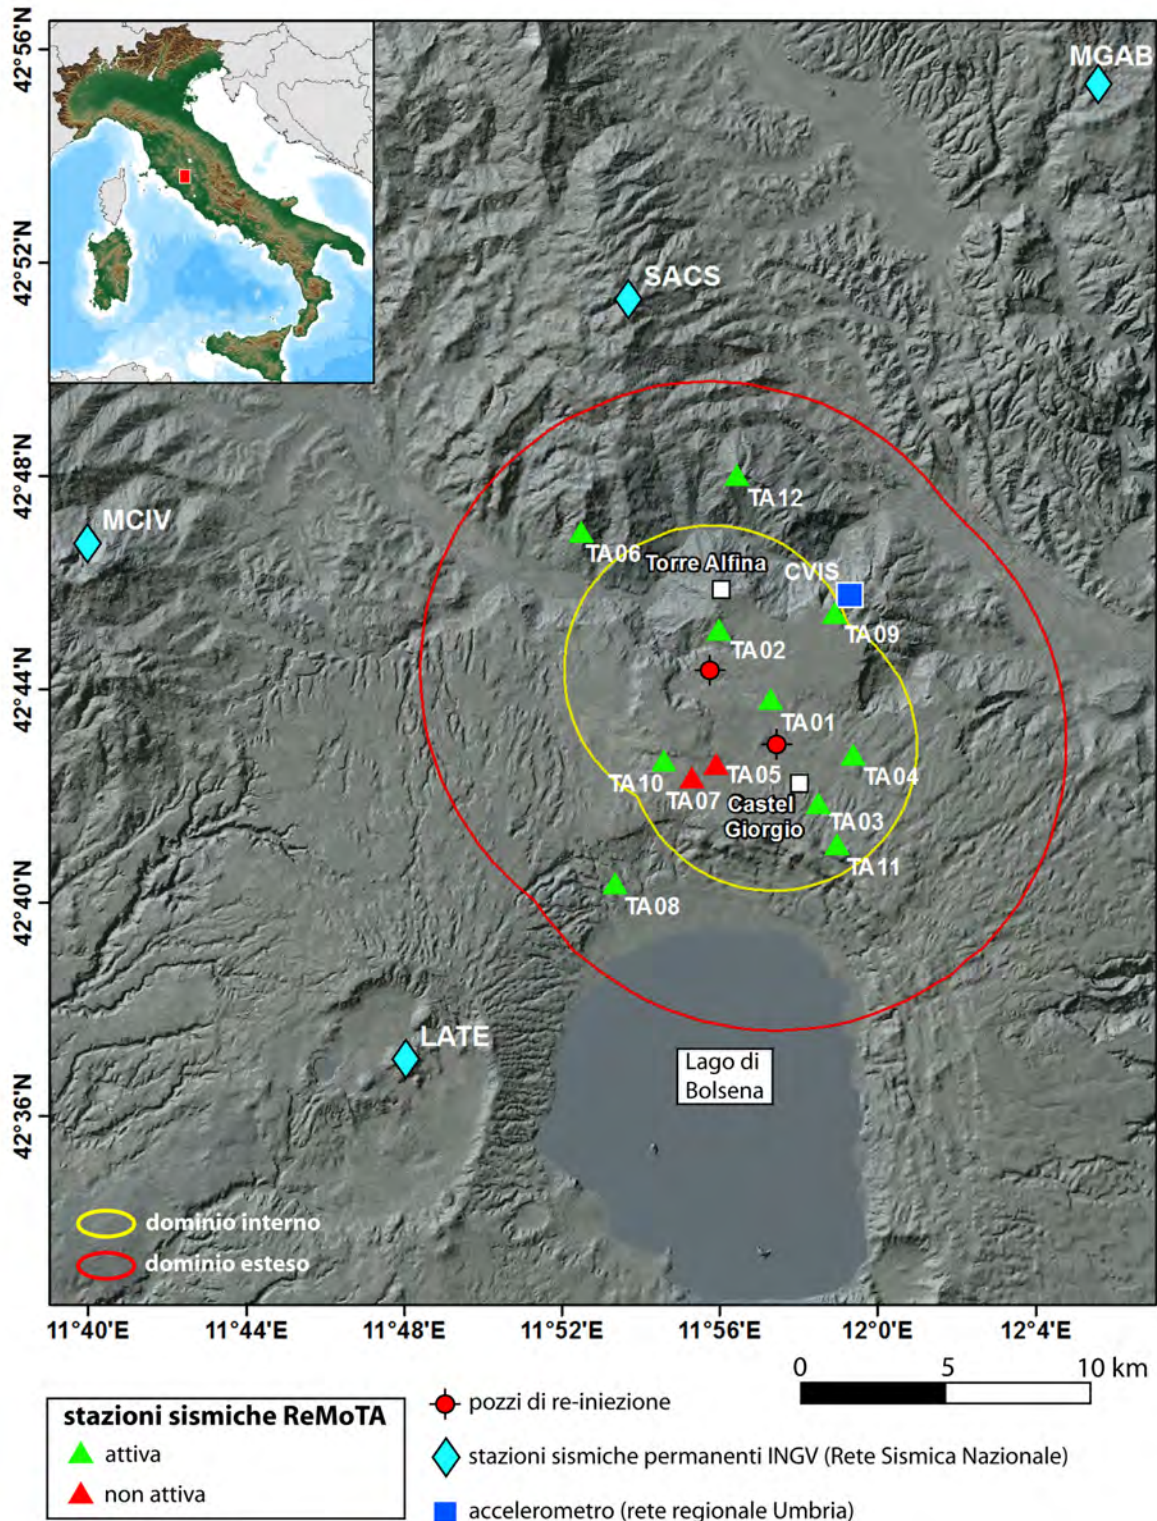 42°56'N
MGAB
42°52'N
SACS
42°48'N
TA12
MCIV
TA06
Torre Alfina
CVIS
TA09
TA02
42°44'N
TA01
TA05
TA04
TA10
TA07
Castel
Giorgio
TA03
TA11
42°40'N
TA08
LATE
Lago di
Bolsena
42°36'N
dominio interno
dominio esteso
11°40'E 11°44'E 11°48'E 11°52'E 11°56'E 12°0'E 12°4'E
0 5 10 km
stazioni sismiche ReMoTA
attiva
non attiva
pozzi di re-iniezione
stazioni sismiche permanenti INGV (Rete Sismica Nazionale)
accelerometro (rete regionale Umbria)